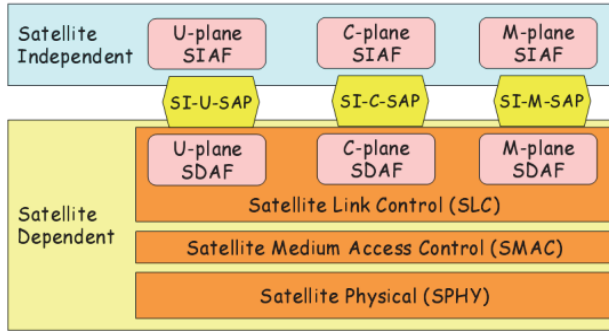 Satellite
Independent
U-plane
SIAF
C-plane
SIAF
M-plane
SIAF
SI-U-SAP
SI-C-SAP
SI-M-SAP
Satellite
Dependent
U-plane
SDAF
C-plane
SDAF
M-plane
SDAF
Satellite Link Control (SLC)
Satellite Medium Access Control (SMAC)
Satellite Physical (SPHY)